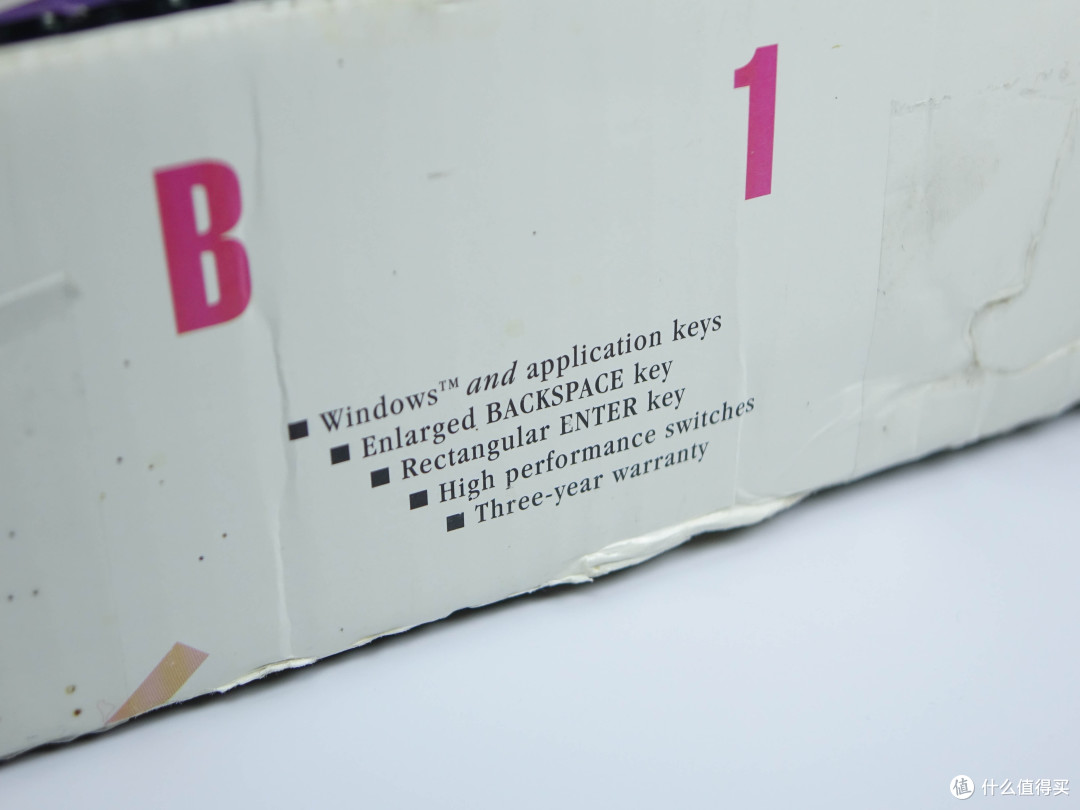 B
1
■ Windows™ and application keys
■ Enlarged BACKSPACE key
■ Rectangular ENTER key
■ High performance switches
■ Three-year warranty
值 什么值得买